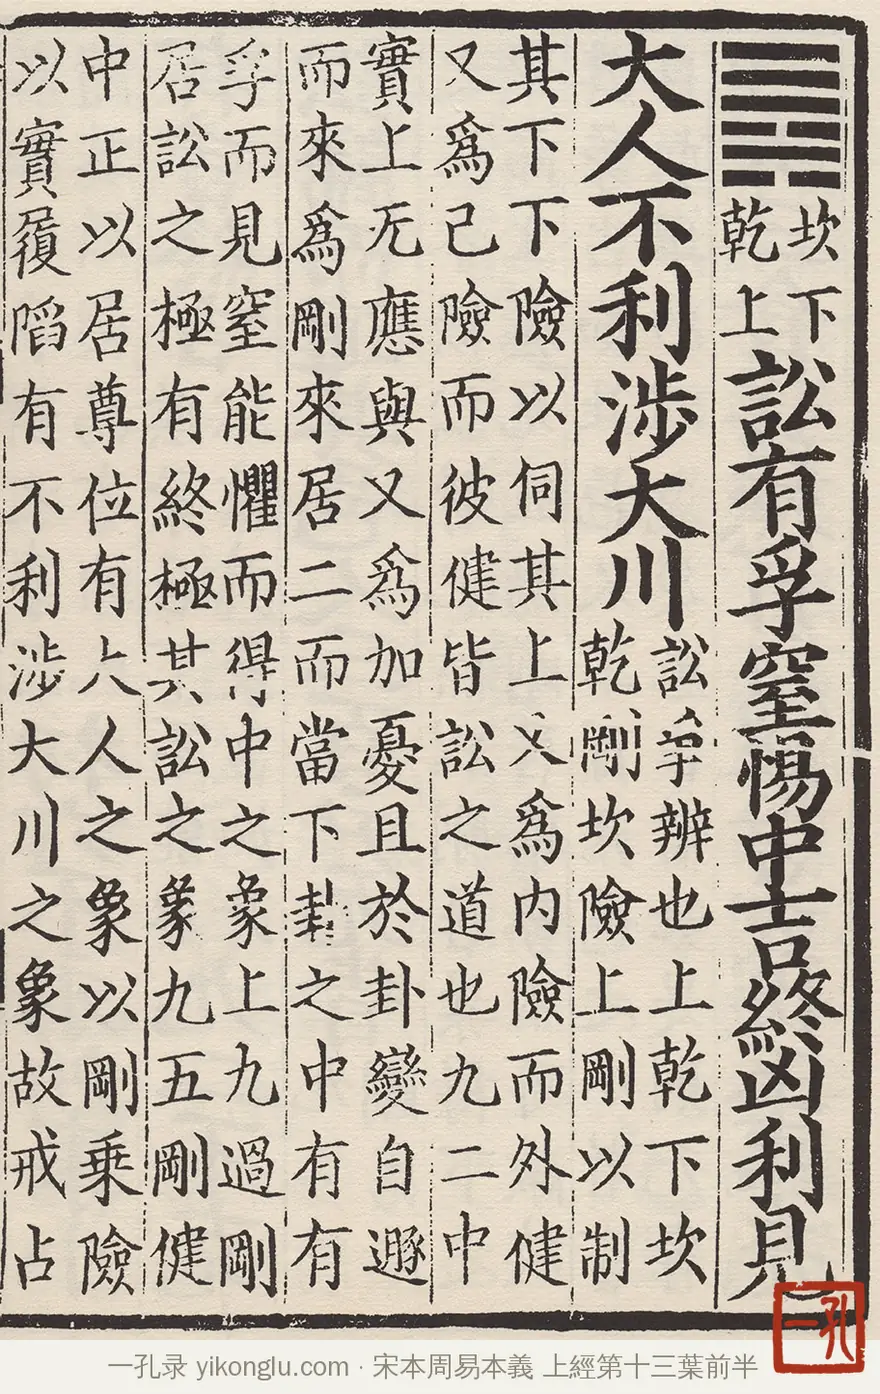 坎下
乾上
訟有孚窒惕中吉終凶利見
大人不利涉大川
訟爭辨也上乾下坎
乾剛坎險上剛以制
其下下險以伺其上又爲內險而外健
又爲己險而彼健皆訟之道也九二中
實上无應與又爲加憂且於卦變自遯
而來爲剛來居二而當下卦之中有有
孚而見窒能懼而得中之象上九過剛
居訟之極有終極其訟之象九五剛健
中正以居尊位有大人之象以剛乗險
以實履陷有不利涉大川之象故戒占
一孔
一孔录 yikonglu.com · 宋本周易本義 上經第十三葉前半